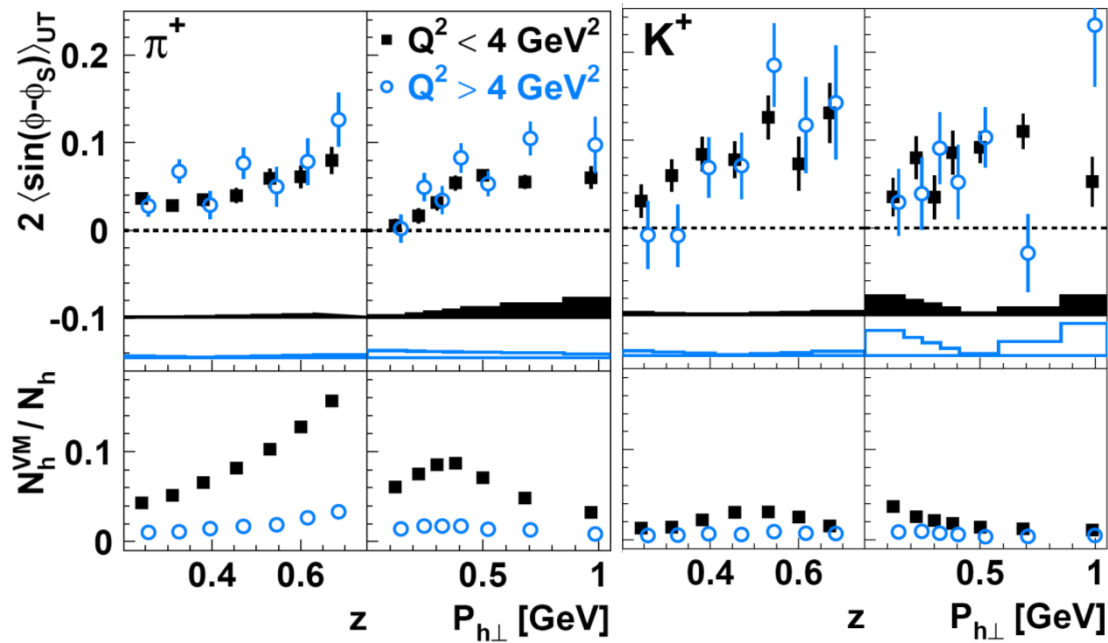 π⁺
Q² < 4 GeV²
Q² > 4 GeV²
K⁺
2 ⟨sin(ϕ-ϕ_S)⟩_UT
0.2
0.1
0
-0.1
N_h^VM / N_h
0.1
0
0.4 0.6 0.5 1 0.4 0.6 0.5 1
z P_h⊥ [GeV] z P_h⊥ [GeV]